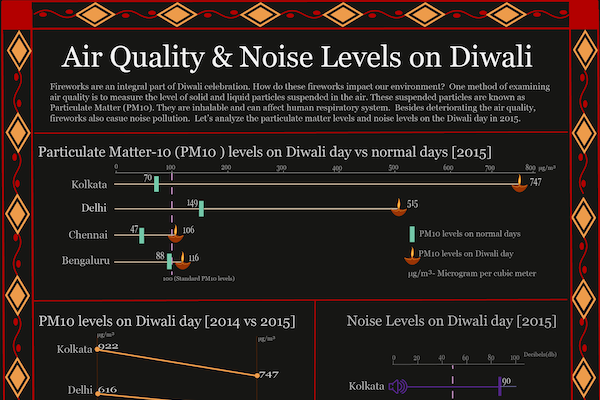 Air Quality & Noise Levels on Diwali
Fireworks are an integral part of Diwali celebration. How do these fireworks impact our environment?  One method of examining
air quality is to measure the level of solid and liquid particles suspended in the air. These suspended particles are known as
Particulate Matter (PM10). They are inhalable and can affect human respiratory system.  Besides deteriorating the air quality,
fireworks also casue noise pollution.  Let's analyze the particulate matter levels and noise levels on the Diwali day in 2015.
Particulate Matter-10 (PM10 ) levels on Diwali day vs normal days [2015]
0 100 200 300 400 500 600 700 800 µg/m³
Kolkata 70 747
Delhi 149 515
Chennai 47 106
Bengaluru 88 116
100 (Standard PM10 levels)
PM10 levels on normal days
PM10 levels on Diwali day
µg/m³- Microgram per cubic meter
PM10 levels on Diwali day [2014 vs 2015]
µg/m³ µg/m³
Kolkata 922 747
Delhi 616
Noise Levels on Diwali day [2015]
0 20 40 60 80 100 Decibels(db)
Kolkata 90